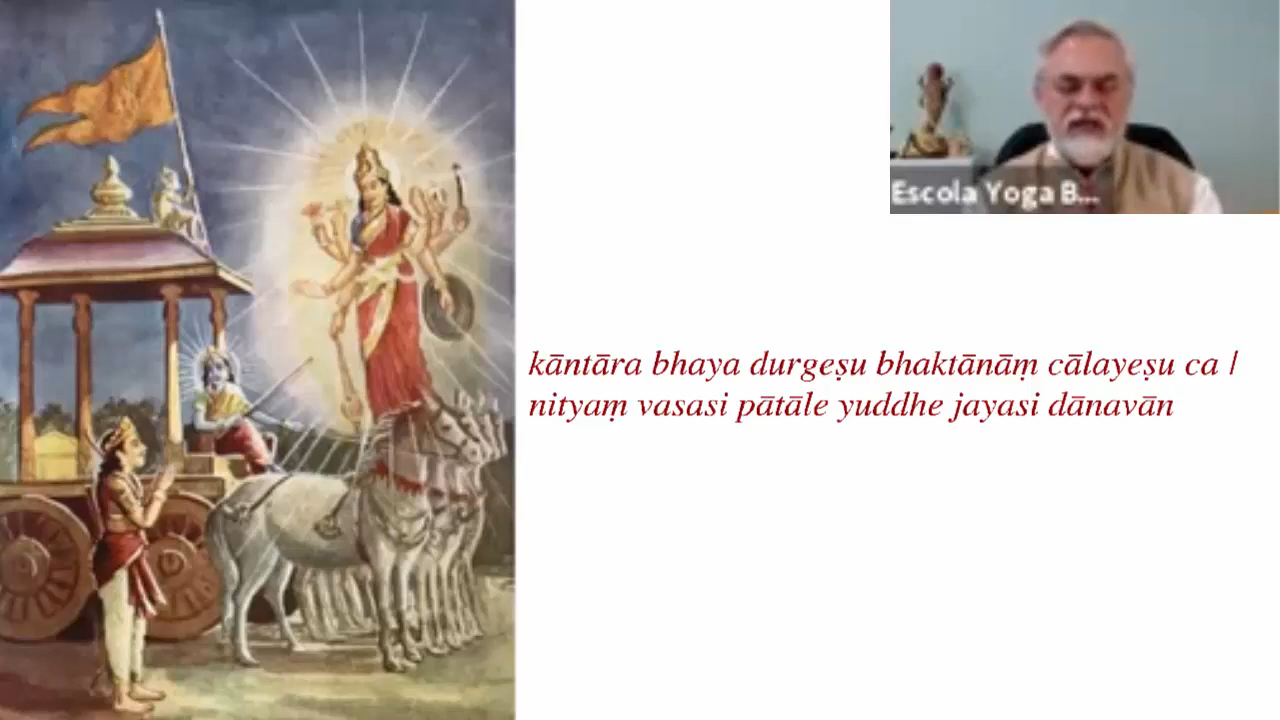 Escola Yoga B...
kāntāra bhaya durgeṣu bhaktānāṃ cālayeṣu ca |
nityaṃ vasasi pātāle yuddhe jayasi dānavān